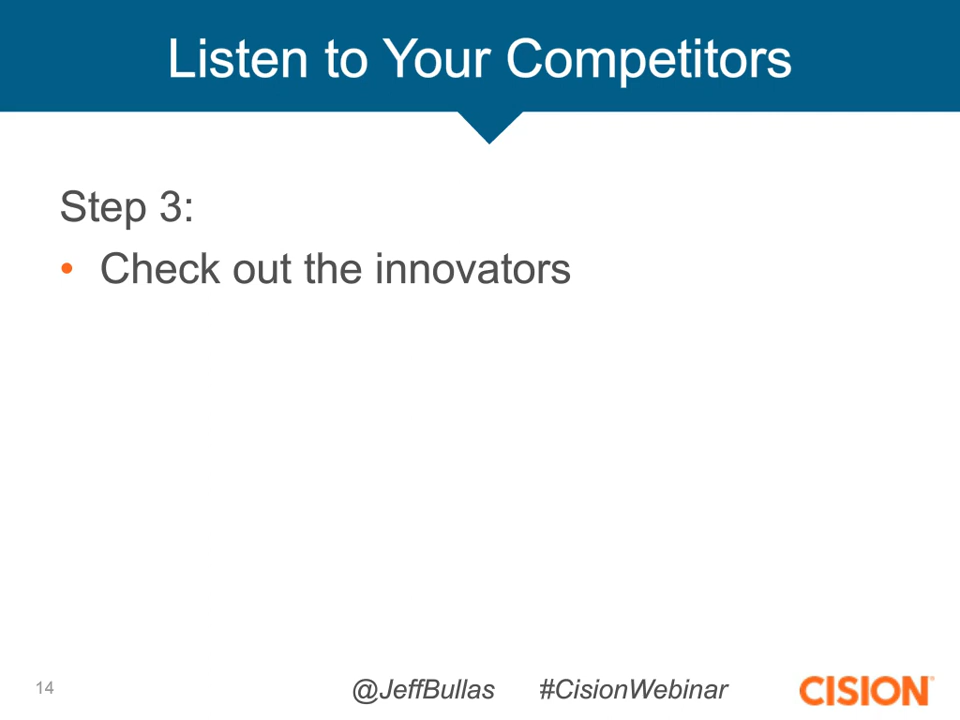 Listen to Your Competitors
Step 3:
• Check out the innovators
14 @JeffBullas #CisionWebinar CISION®